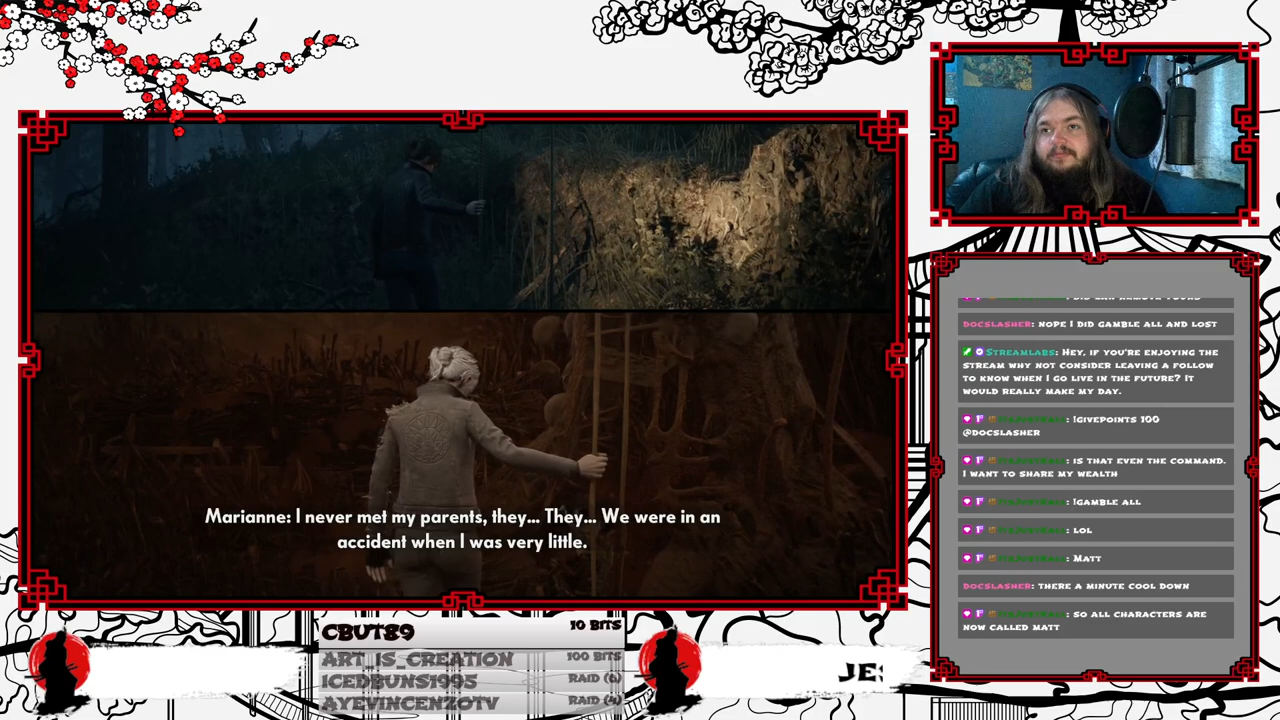 Marianne: I never met my parents, they... They... We were in an
accident when I was very little.
DOCSLASHER: NOPE I DID GAMBLE ALL AND LOST
STREAMLABS: HEY, IF YOU'RE ENJOYING THE
STREAM WHY NOT CONSIDER LEAVING A FOLLOW
TO KNOW WHEN I GO LIVE IN THE FUTURE? IT
WOULD REALLY MAKE MY DAY.
: !GIVEPOINTS 100
@DOCSLASHER
: IS THAT EVEN THE COMMAND.
I WANT TO SHARE MY WEALTH
: !GAMBLE ALL
: LOL
: MATT
DOCSLASHER: THERE A MINUTE COOL DOWN
: SO ALL CHARACTERS ARE
NOW CALLED MATT
CBUT89 10 BITS
ART_IS_CREATION 100 BITS
ICEDBUNS1995 RAID (6)
AYEVINCENZOTV RAID (4)